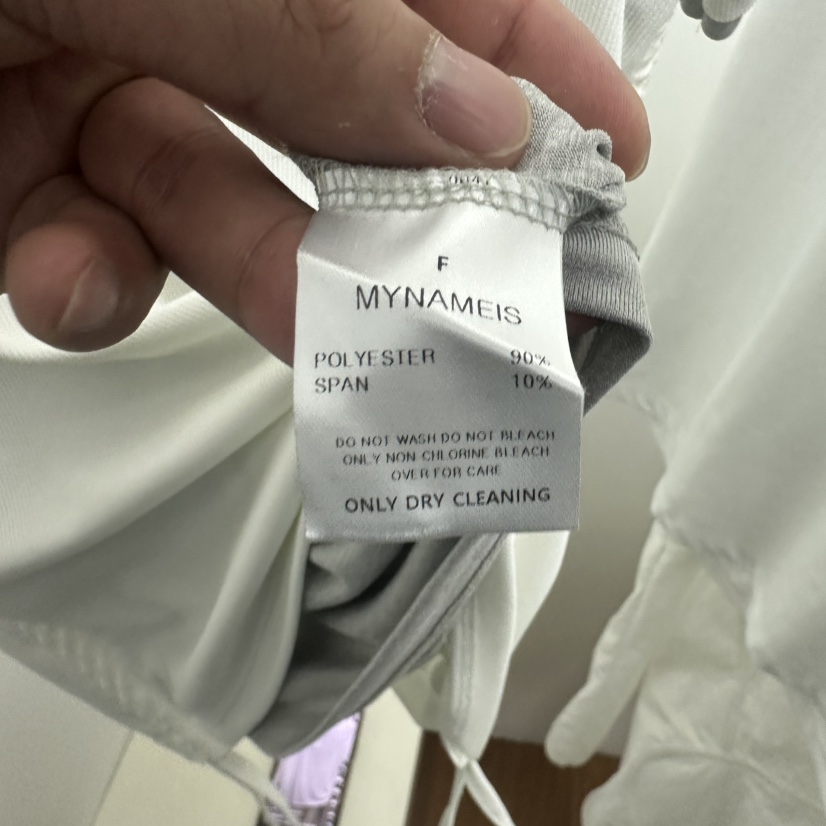 F
MYNAMEIS
POLYESTER 90%
SPAN 10%
DO NOT WASH DO NOT BLEACH
ONLY NON CHLORINE BLEACH
OVER FOR CARE
ONLY DRY CLEANING